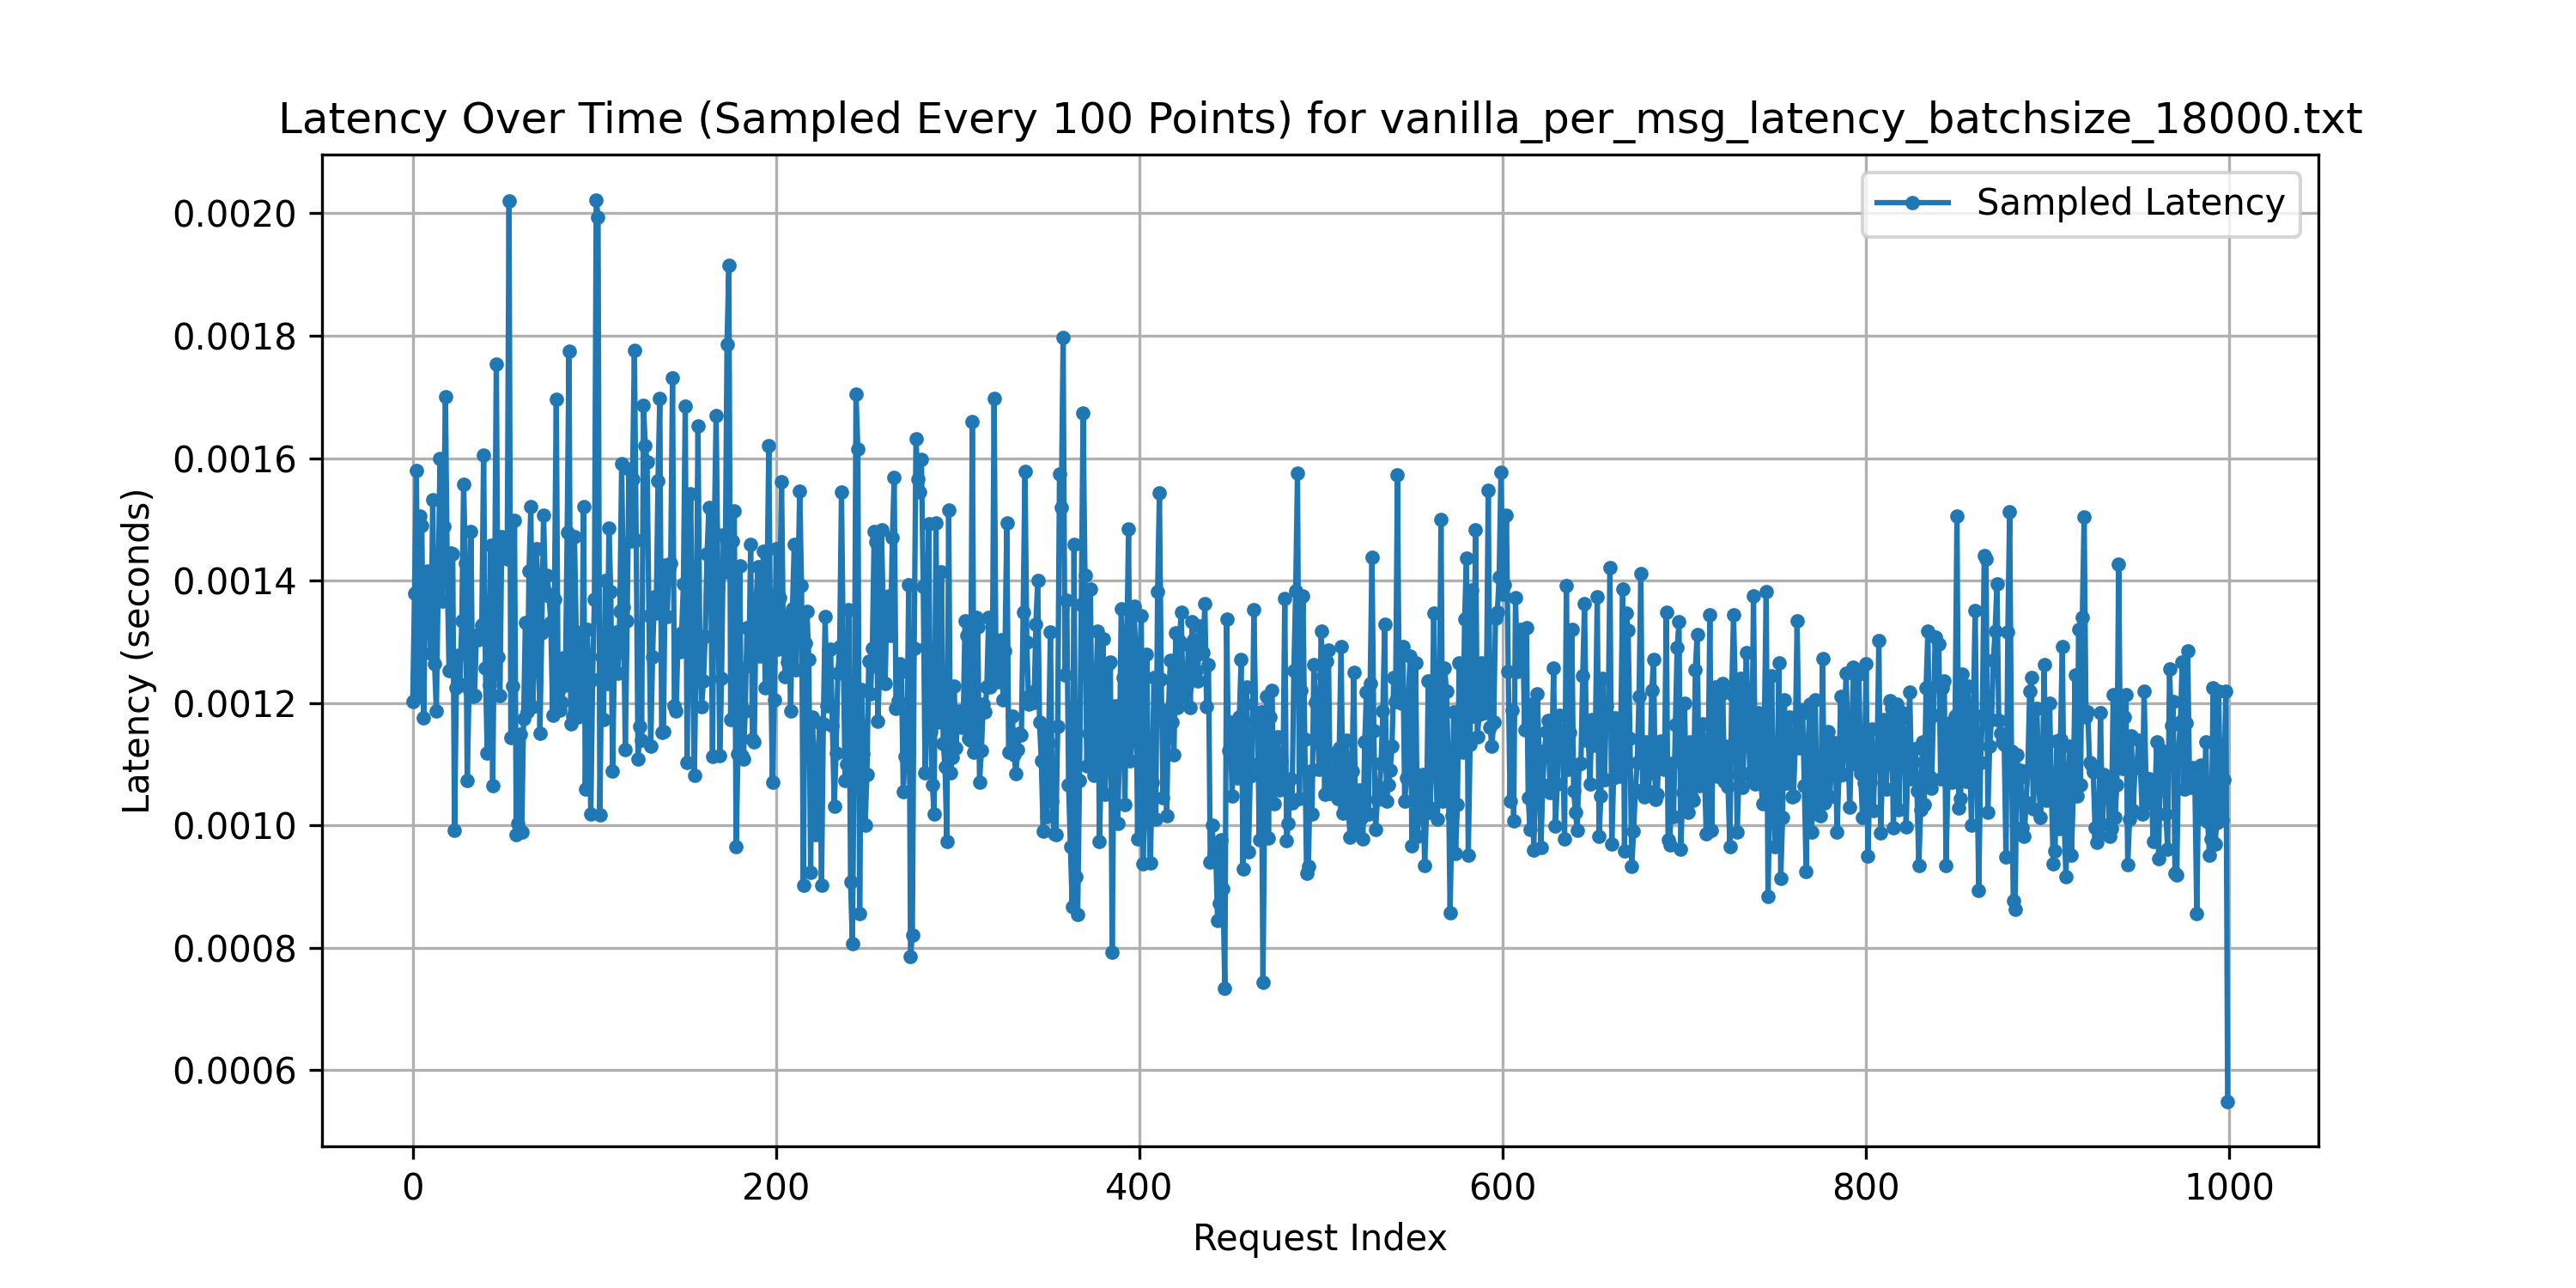 Latency Over Time (Sampled Every 100 Points) for vanilla_per_msg_latency_batchsize_18000.txt
Sampled Latency
Latency (seconds)
0.0020
0.0018
0.0016
0.0014
0.0012
0.0010
0.0008
0.0006
0 200 400 600 800 1000
Request Index